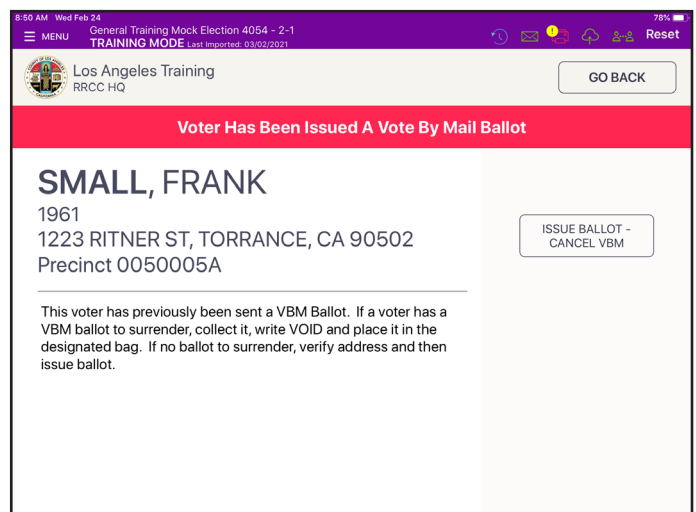 8:50 AM Wed Feb 24
78%
MENU
General Training Mock Election 4054 - 2-1
TRAINING MODE Last Imported: 03/02/2021
Reset
Los Angeles Training
RRCC HQ
GO BACK
Voter Has Been Issued A Vote By Mail Ballot
SMALL, FRANK
1961
1223 RITNER ST, TORRANCE, CA 90502
Precinct 0050005A
ISSUE BALLOT -
CANCEL VBM
This voter has previously been sent a VBM Ballot. If a voter has a
VBM ballot to surrender, collect it, write VOID and place it in the
designated bag. If no ballot to surrender, verify address and then
issue ballot.